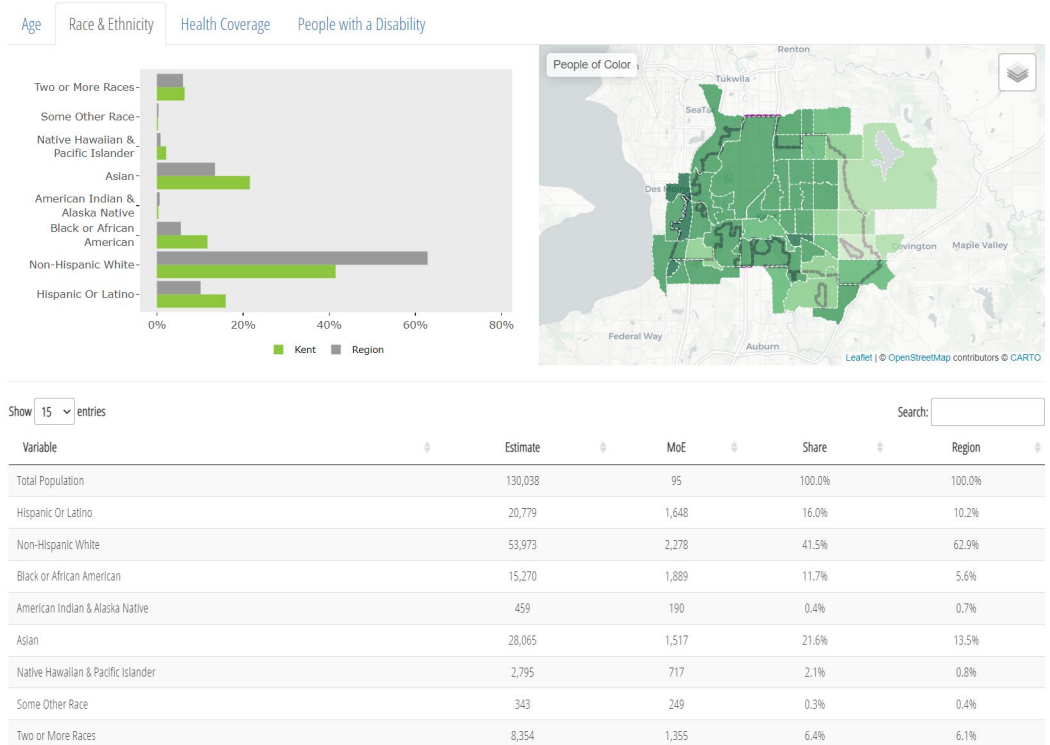 Age Race & Ethnicity Health Coverage People with a Disability
Two or More Races
Some Other Race
Native Hawaiian &
Pacific Islander
Asian
American Indian &
Alaska Native
Black or African
American
Non-Hispanic White
Hispanic Or Latino
0% 20% 40% 60% 80%
Kent Region
People of Color
Renton
Tukwila
SeaTa
Des Moine
Covington Maple Valley
Federal Way
Auburn
Leaflet | © OpenStreetMap contributors © CARTO
Show 15 entries Search:
Variable Estimate MoE Share Region
Total Population 130,038 95 100.0% 100.0%
Hispanic Or Latino 20,779 1,648 16.0% 10.2%
Non-Hispanic White 53,973 2,278 41.5% 62.9%
Black or African American 15,270 1,889 11.7% 5.6%
American Indian & Alaska Native 459 190 0.4% 0.7%
Asian 28,065 1,517 21.6% 13.5%
Native Hawaiian & Pacific Islander 2,795 717 2.1% 0.8%
Some Other Race 343 249 0.3% 0.4%
Two or More Races 8,354 1,355 6.4% 6.1%